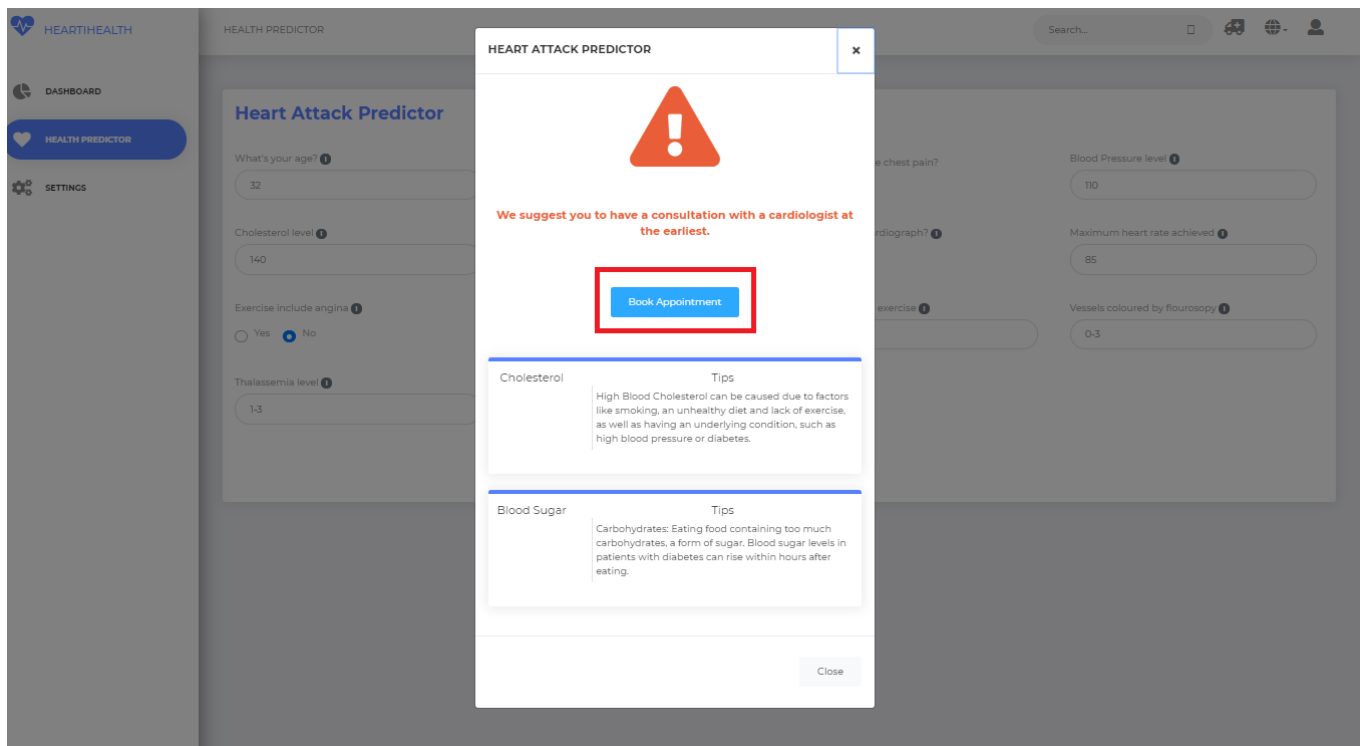 HEARTIHEALTH
HEALTH PREDICTOR
Search...
DASHBOARD
HEALTH PREDICTOR
SETTINGS
Heart Attack Predictor
What's your age?
32
e chest pain?
Blood Pressure level
110
Cholesterol level
140
rdiograph?
Maximum heart rate achieved
85
Exercise include angina
Yes No
exercise
Vessels coloured by flourosopy
0-3
Thalassemia level
1-3
HEART ATTACK PREDICTOR
×
!
We suggest you to have a consultation with a cardiologist at
the earliest.
Book Appointment
Cholesterol
Tips
High Blood Cholesterol can be caused due to factors
like smoking, an unhealthy diet and lack of exercise,
as well as having an underlying condition, such as
high blood pressure or diabetes.
Blood Sugar
Tips
Carbohydrates: Eating food containing too much
carbohydrates, a form of sugar. Blood sugar levels in
patients with diabetes can rise within hours after
eating.
Close